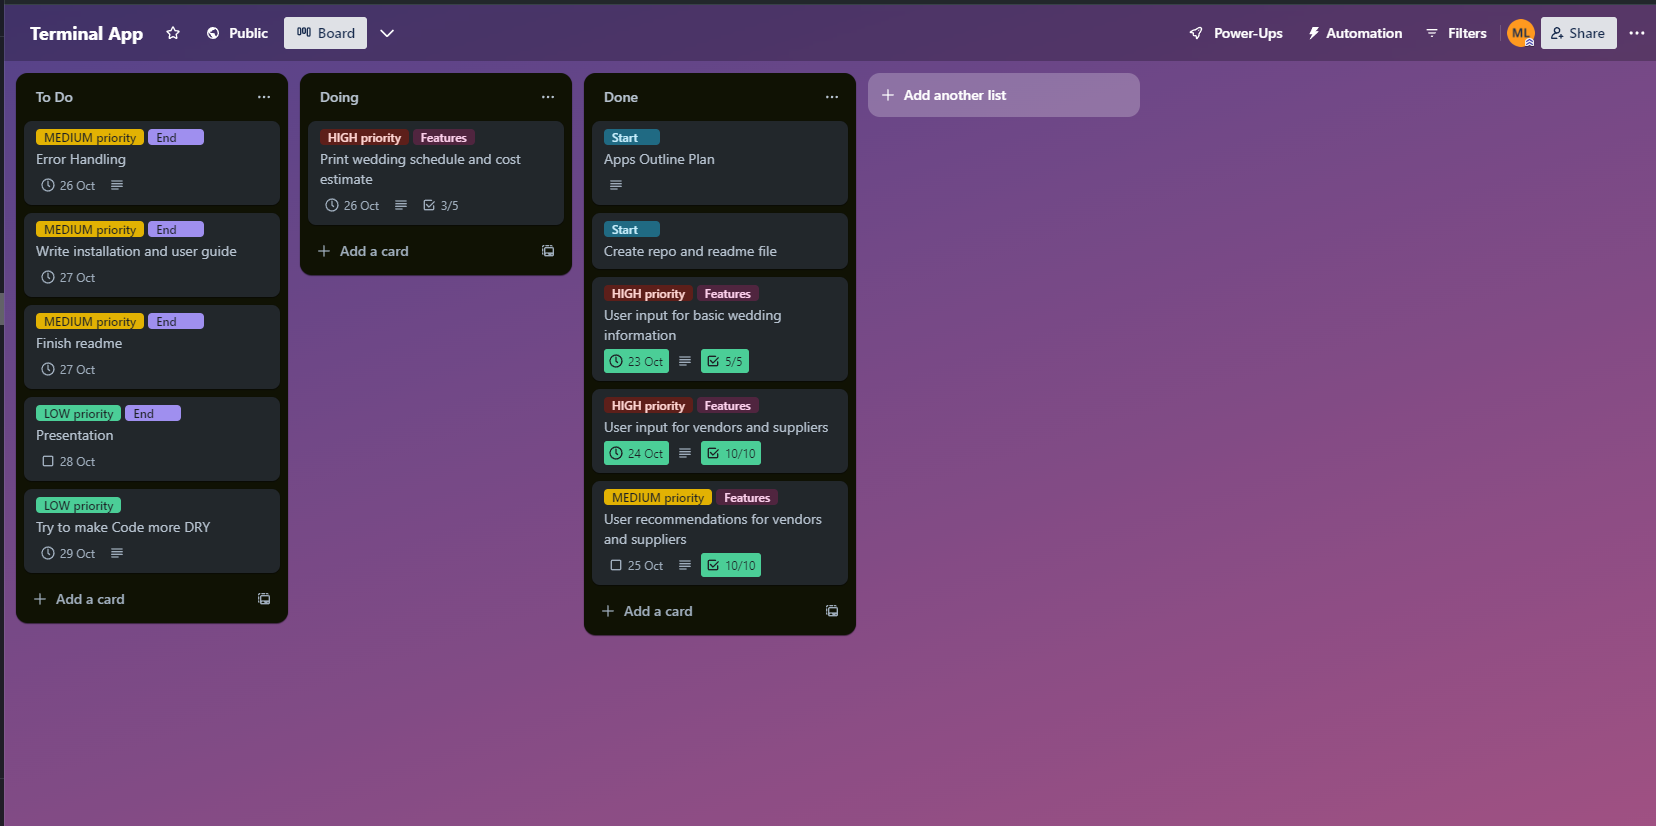 Terminal App
Public
Board
Power-Ups
Automation
Filters
ML
Share
To Do
MEDIUM priority End
Error Handling
26 Oct
MEDIUM priority End
Write installation and user guide
27 Oct
MEDIUM priority End
Finish readme
27 Oct
LOW priority End
Presentation
28 Oct
LOW priority
Try to make Code more DRY
29 Oct
Add a card
Doing
HIGH priority Features
Print wedding schedule and cost
estimate
26 Oct 3/5
Add a card
Done
Start
Apps Outline Plan
Start
Create repo and readme file
HIGH priority Features
User input for basic wedding
information
23 Oct 5/5
HIGH priority Features
User input for vendors and suppliers
24 Oct 10/10
MEDIUM priority Features
User recommendations for vendors
and suppliers
25 Oct 10/10
Add a card
Add another list